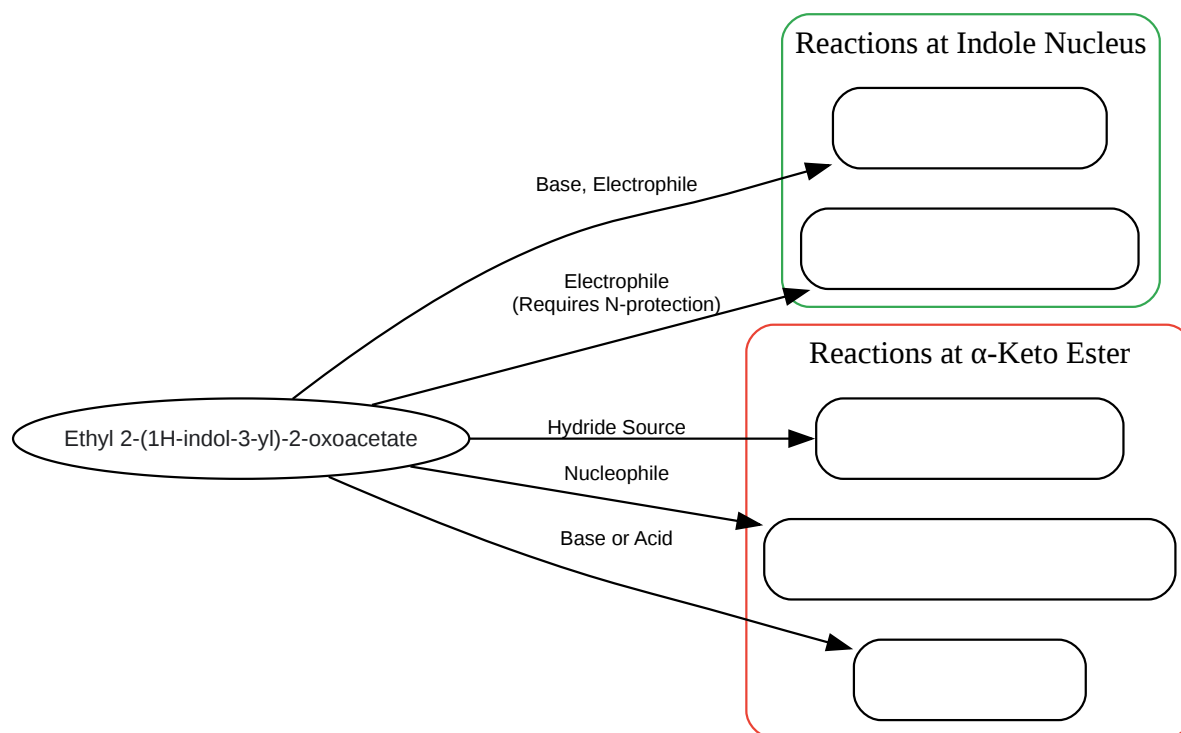 Reactions at Indole Nucleus
Base, Electrophile
Electrophile
(Requires N-protection)
Reactions at α-Keto Ester
Ethyl 2-(1H-indol-3-yl)-2-oxoacetate
Hydride Source
Nucleophile
Base or Acid